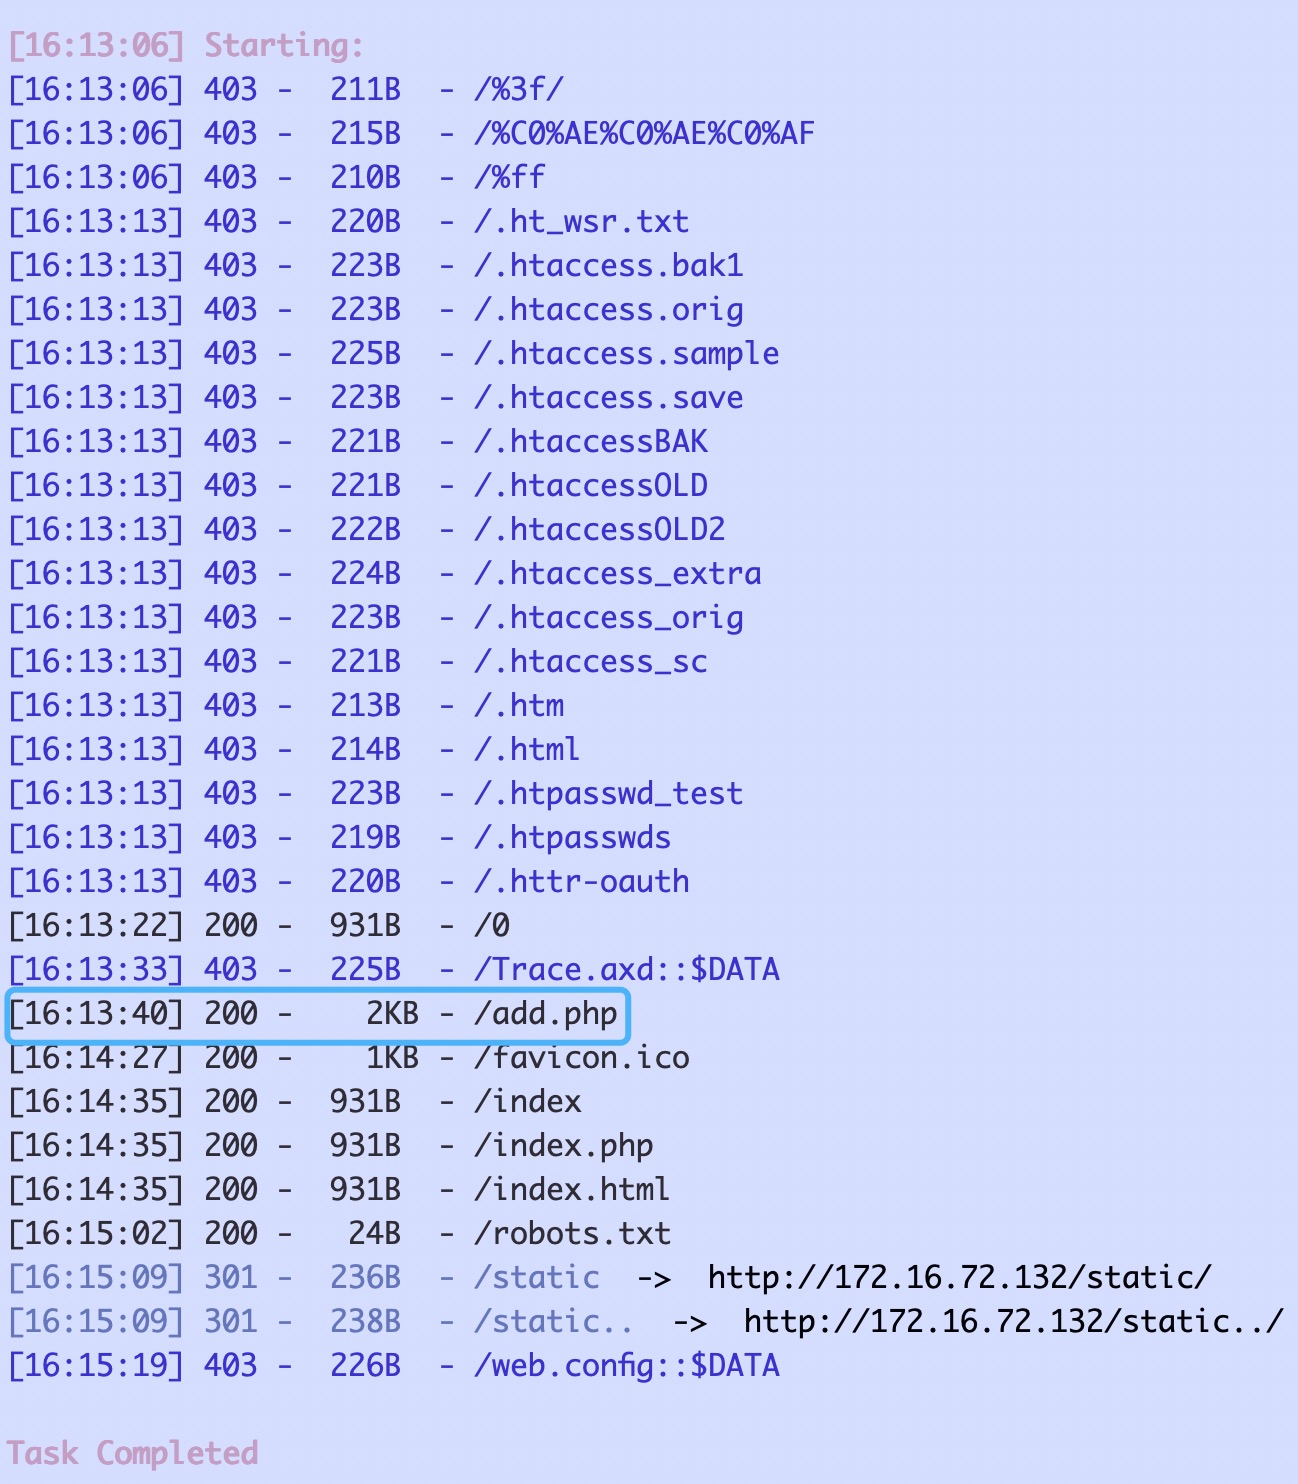 [16:13:06] Starting:
[16:13:06] 403 -  211B  - /%3f/
[16:13:06] 403 -  215B  - /%C0%AE%C0%AE%C0%AF
[16:13:06] 403 -  210B  - /%ff
[16:13:13] 403 -  220B  - /.ht_wsr.txt
[16:13:13] 403 -  223B  - /.htaccess.bak1
[16:13:13] 403 -  223B  - /.htaccess.orig
[16:13:13] 403 -  225B  - /.htaccess.sample
[16:13:13] 403 -  223B  - /.htaccess.save
[16:13:13] 403 -  221B  - /.htaccessBAK
[16:13:13] 403 -  221B  - /.htaccessOLD
[16:13:13] 403 -  222B  - /.htaccessOLD2
[16:13:13] 403 -  224B  - /.htaccess_extra
[16:13:13] 403 -  223B  - /.htaccess_orig
[16:13:13] 403 -  221B  - /.htaccess_sc
[16:13:13] 403 -  213B  - /.htm
[16:13:13] 403 -  214B  - /.html
[16:13:13] 403 -  223B  - /.htpasswd_test
[16:13:13] 403 -  219B  - /.htpasswds
[16:13:13] 403 -  220B  - /.httr-oauth
[16:13:22] 200 -  931B  - /0
[16:13:33] 403 -  225B  - /Trace.axd::$DATA
[16:13:40] 200 -    2KB - /add.php
[16:14:27] 200 -    1KB - /favicon.ico
[16:14:35] 200 -  931B  - /index
[16:14:35] 200 -  931B  - /index.php
[16:14:35] 200 -  931B  - /index.html
[16:15:02] 200 -   24B  - /robots.txt
[16:15:09] 301 -  236B  - /static  ->  http://172.16.72.132/static/
[16:15:09] 301 -  238B  - /static..  ->  http://172.16.72.132/static../
[16:15:19] 403 -  226B  - /web.config::$DATA
Task Completed